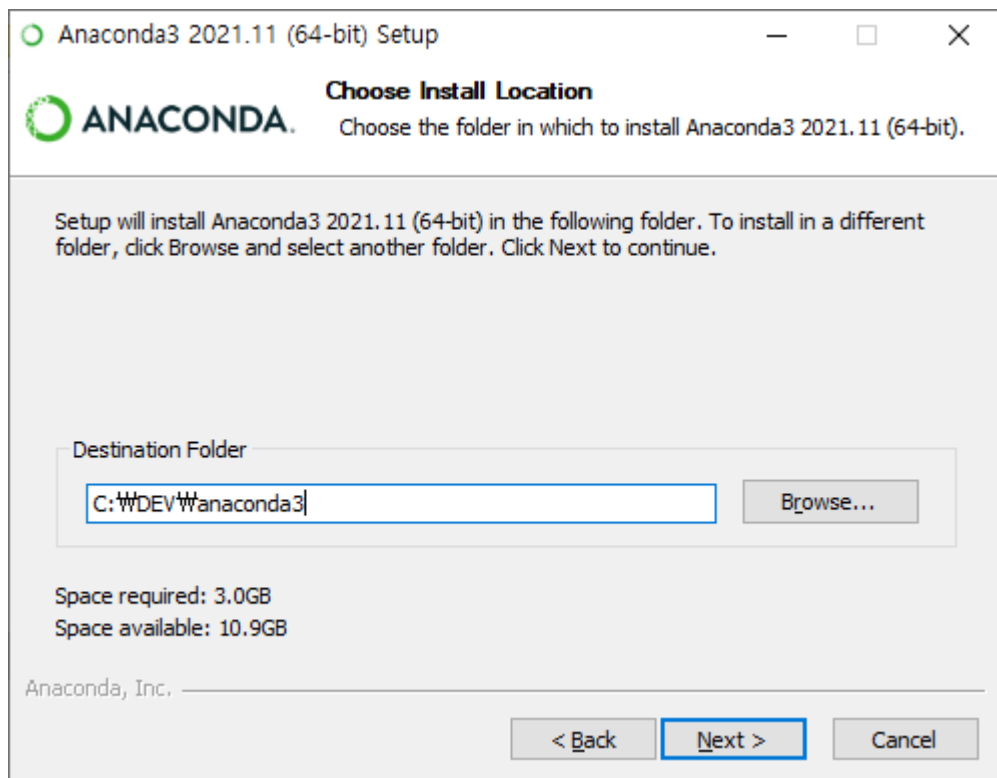 Anaconda3 2021.11 (64-bit) Setup
ANACONDA.
Choose Install Location
Choose the folder in which to install Anaconda3 2021.11 (64-bit).
Setup will install Anaconda3 2021.11 (64-bit) in the following folder. To install in a different
folder, click Browse and select another folder. Click Next to continue.
Destination Folder
C:₩DEV₩anaconda3
Browse...
Space required: 3.0GB
Space available: 10.9GB
Anaconda, Inc.
< Back
Next >
Cancel